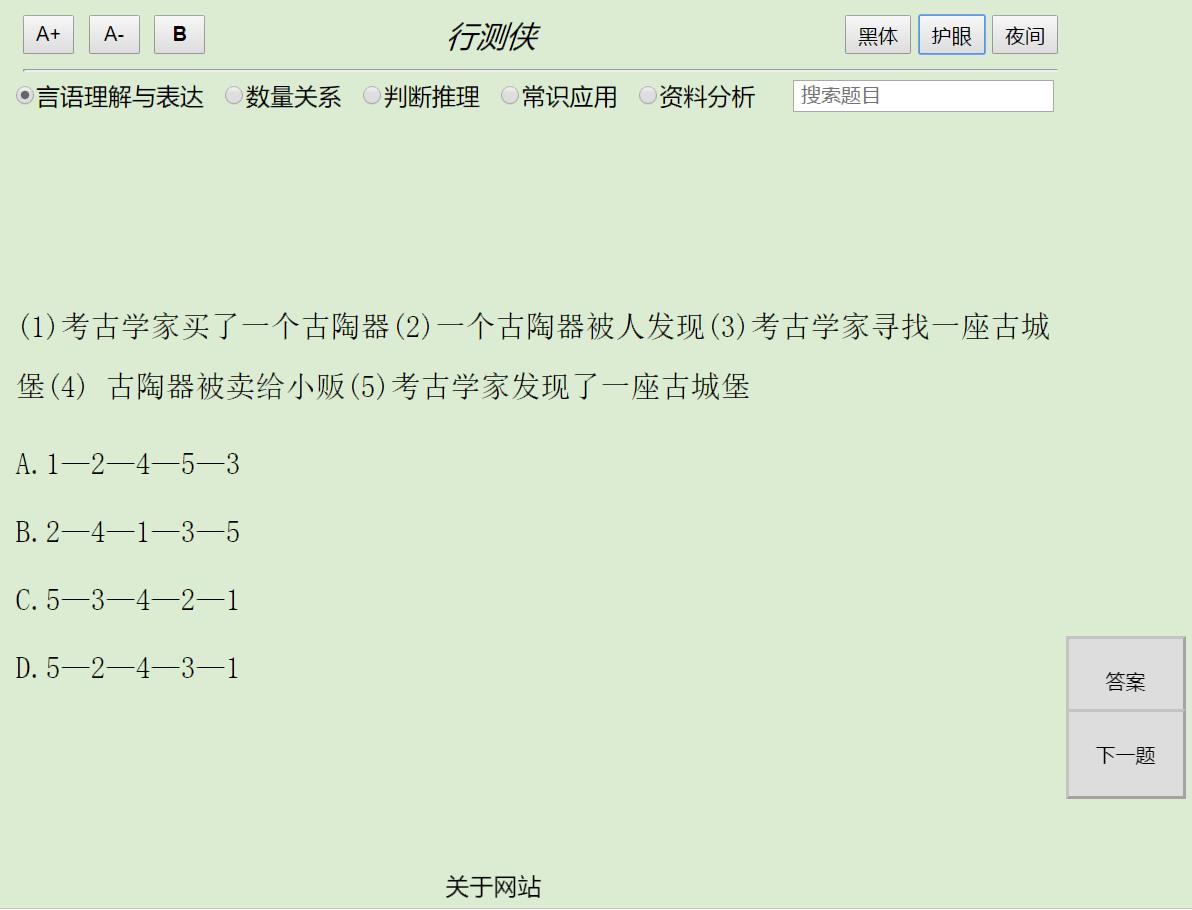 A+ A- B 行测侠 黑体 护眼 夜间
言语理解与表达 数量关系 判断推理 常识应用 资料分析 搜索题目
(1)考古学家买了一个古陶器(2)一个古陶器被人发现(3)考古学家寻找一座古城
堡(4) 古陶器被卖给小贩(5)考古学家发现了一座古城堡
A.1—2—4—5—3
B.2—4—1—3—5
C.5—3—4—2—1
D.5—2—4—3—1
答案
下一题
关于网站